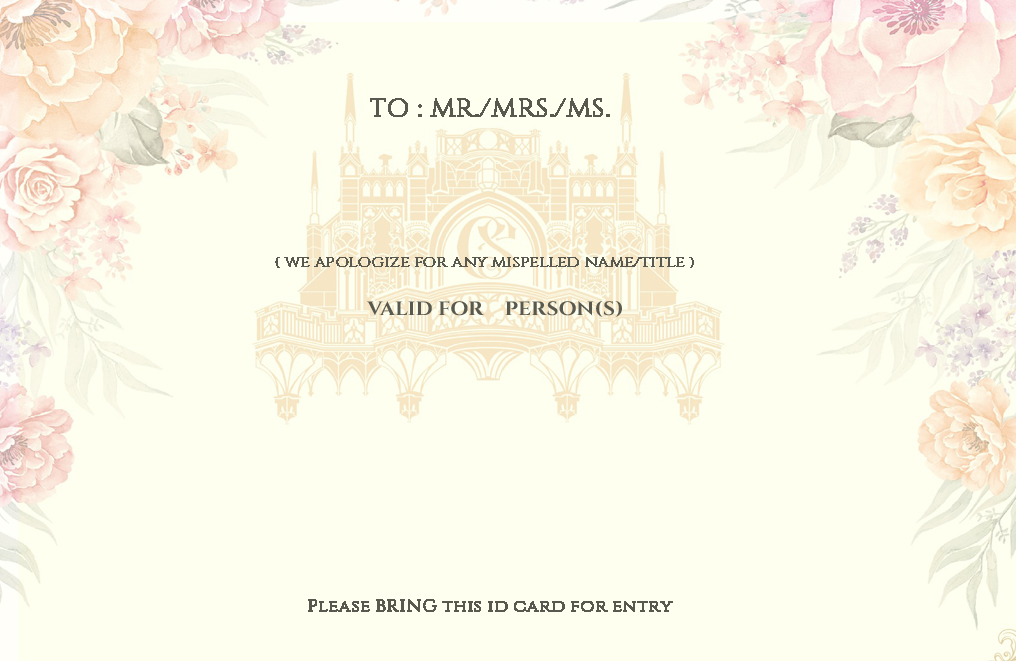 TO : MR./MRS./MS.
C&S
( WE APOLOGIZE FOR ANY MISPELLED NAME/TITLE )
VALID FOR PERSON(S)
PLEASE BRING THIS ID CARD FOR ENTRY